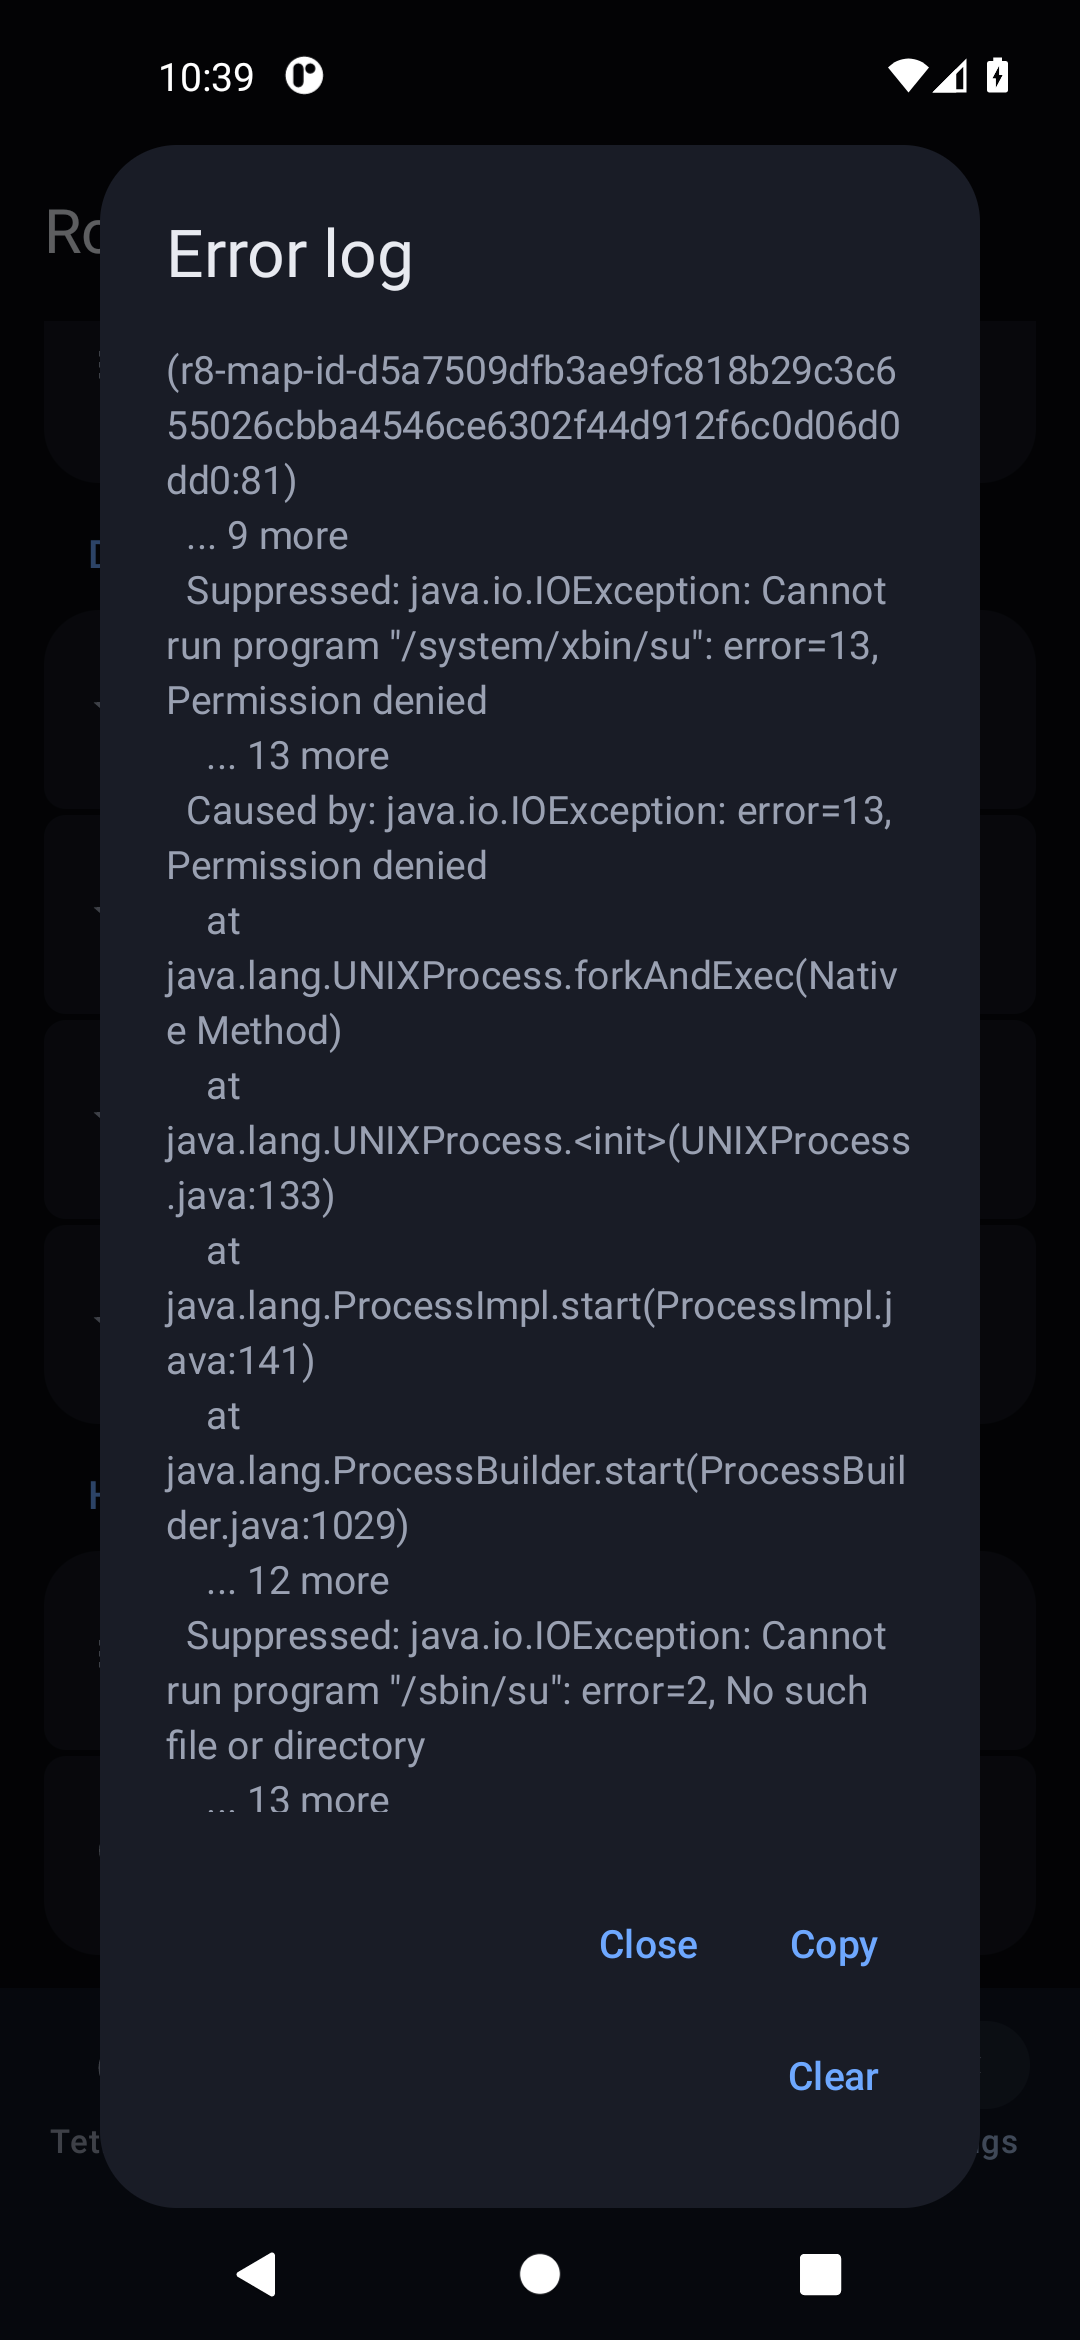 10:39
Ro
Error log
(r8-map-id-d5a7509dfb3ae9fc818b29c3c6
55026cbba4546ce6302f44d912f6c0d06d0
dd0:81)
... 9 more
Suppressed: java.io.IOException: Cannot
run program "/system/xbin/su": error=13,
Permission denied
... 13 more
Caused by: java.io.IOException: error=13,
Permission denied
at
java.lang.UNIXProcess.forkAndExec(Nativ
e Method)
at
java.lang.UNIXProcess.<init>(UNIXProcess
.java:133)
at
java.lang.ProcessImpl.start(ProcessImpl.j
ava:141)
at
java.lang.ProcessBuilder.start(ProcessBuil
der.java:1029)
... 12 more
Suppressed: java.io.IOException: Cannot
run program "/sbin/su": error=2, No such
file or directory
... 13 more
Close
Copy
Clear
Tet
gs